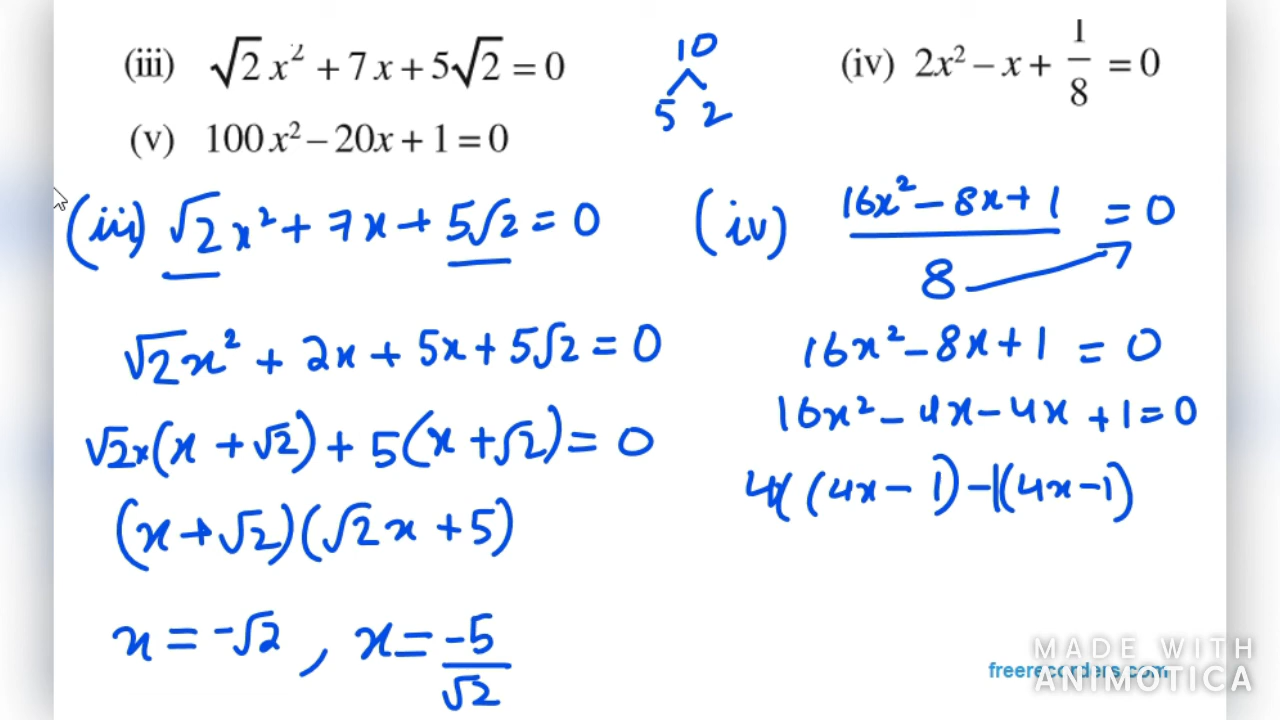 (iii) √2 x² + 7x + 5√2 = 0
10
5 2
(iv) 2x² − x + 1/8 = 0
(v) 100x² − 20x + 1 = 0
(iii) √2 x² + 7x + 5√2 = 0
√2x² + 2x + 5x + 5√2 = 0
√2x(x + √2) + 5(x + √2) = 0
(x + √2)(√2x + 5)
x = -√2 , x = -5/√2
(iv) 16x² − 8x + 1 / 8 = 0
16x² − 8x + 1 = 0
16x² − 4x − 4x + 1 = 0
4x(4x − 1) − 1(4x − 1)
MADE WITH
freerecorders.com
ANIMOTICA